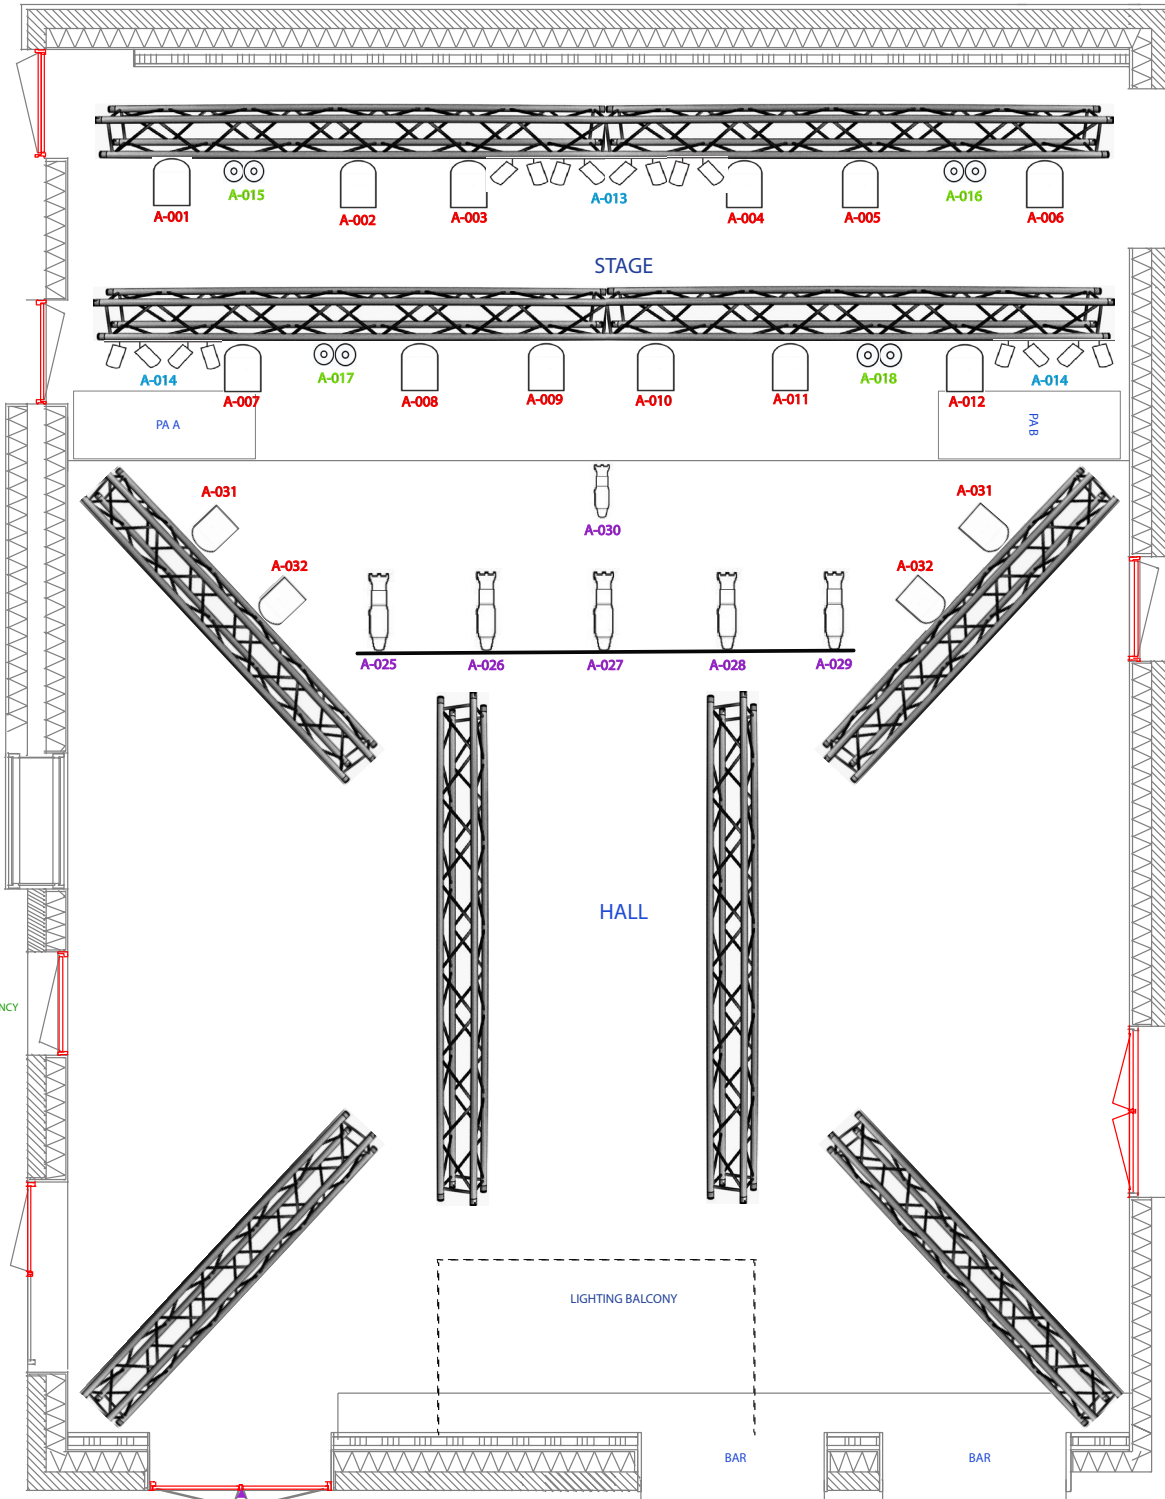 A-001
A-015
A-002
A-003
A-013
A-004
A-005
A-016
A-006
STAGE
A-014
A-007
A-017
A-008
A-009
A-010
A-011
A-018
A-012
A-014
PA A
PA B
A-031
A-030
A-031
A-032
A-032
A-025
A-026
A-027
A-028
A-029
HALL
NCY
LIGHTING BALCONY
BAR
BAR